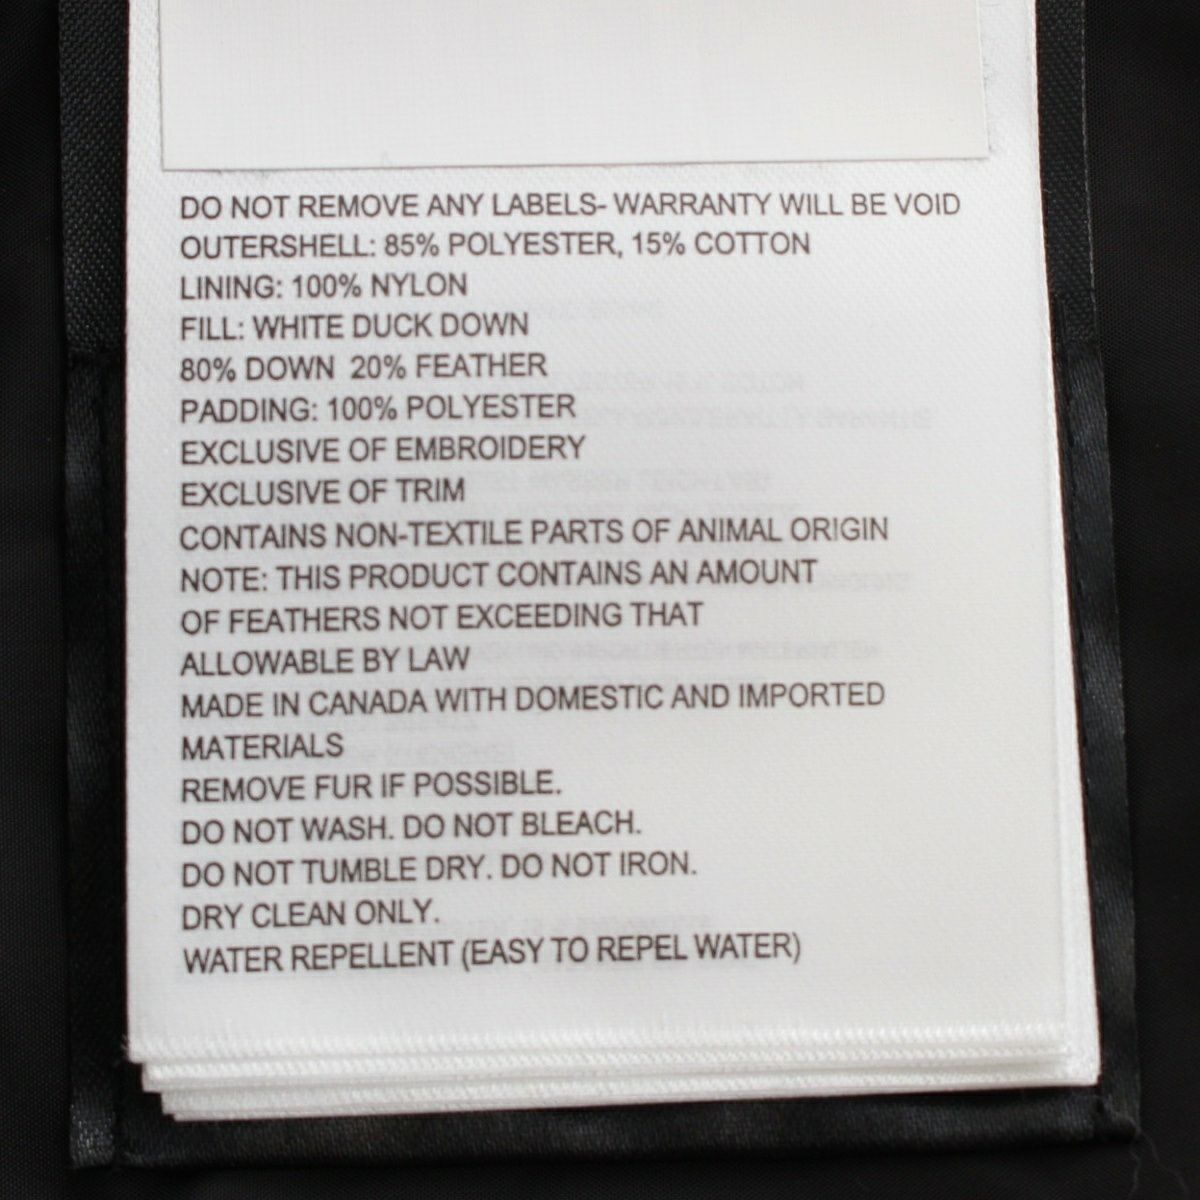 DO NOT REMOVE ANY LABELS- WARRANTY WILL BE VOID
OUTERSHELL: 85% POLYESTER, 15% COTTON
LINING: 100% NYLON
FILL: WHITE DUCK DOWN
80% DOWN 20% FEATHER
PADDING: 100% POLYESTER
EXCLUSIVE OF EMBROIDERY
EXCLUSIVE OF TRIM
CONTAINS NON-TEXTILE PARTS OF ANIMAL ORIGIN
NOTE: THIS PRODUCT CONTAINS AN AMOUNT
OF FEATHERS NOT EXCEEDING THAT
ALLOWABLE BY LAW
MADE IN CANADA WITH DOMESTIC AND IMPORTED
MATERIALS
REMOVE FUR IF POSSIBLE.
DO NOT WASH. DO NOT BLEACH.
DO NOT TUMBLE DRY. DO NOT IRON.
DRY CLEAN ONLY.
WATER REPELLENT (EASY TO REPEL WATER)